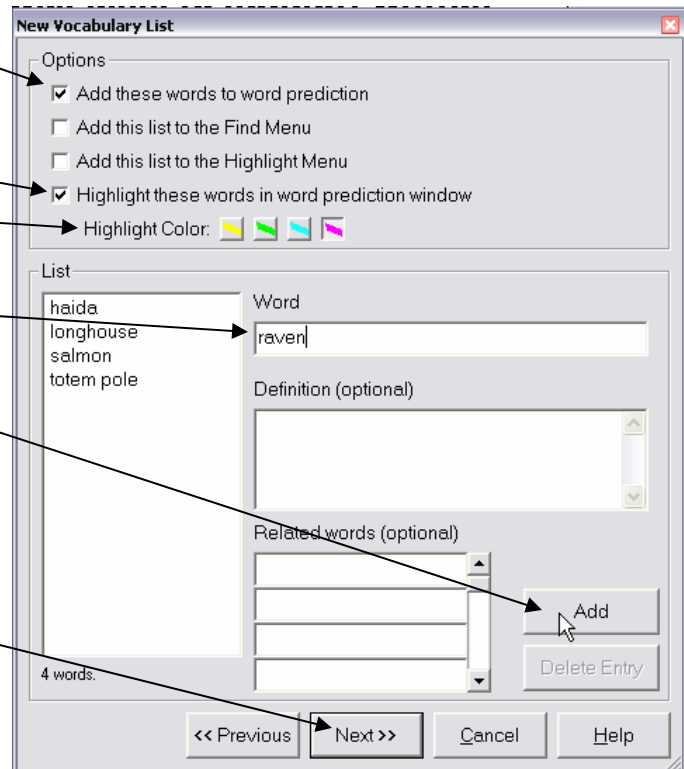 New Vocabulary List
Options
Add these words to word prediction
Add this list to the Find Menu
Add this list to the Highlight Menu
Highlight these words in word prediction window
Highlight Color:
List
haida
longhouse
salmon
totem pole
4 words.
Word
raven
Definition (optional)
Related words (optional)
Add
Delete Entry
<< Previous
Next >>
Cancel
Help